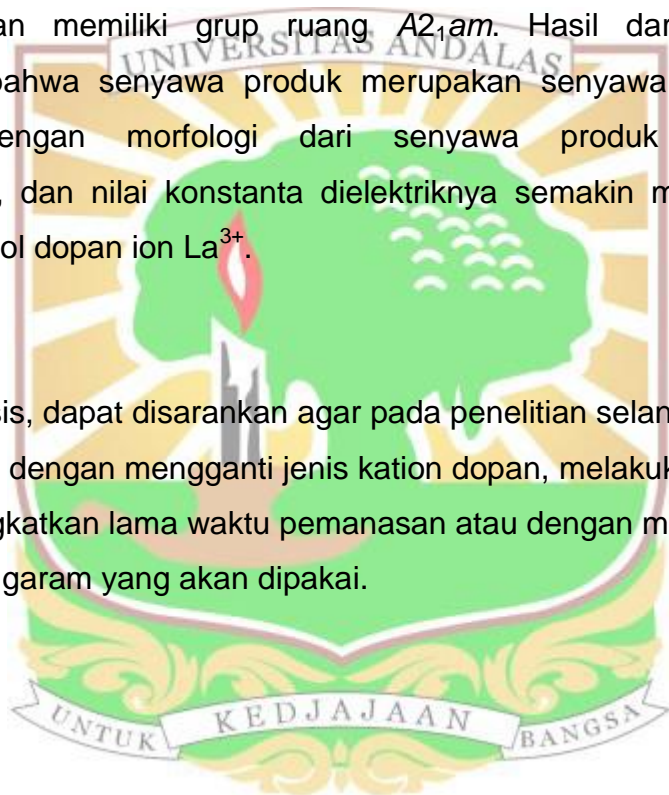 an memiliki grup ruang A2₁am. Hasil dar
UNIVERSITAS ANDALAS
bahwa senyawa produk merupakan senyawa
engan morfologi dari senyawa produk
, dan nilai konstanta dielektriknya semakin m
ol dopan ion La³⁺.
sis, dapat disarankan agar pada penelitian selan
dengan mengganti jenis kation dopan, melakuk
gkatkan lama waktu pemanasan atau dengan m
garam yang akan dipakai.
UNTUK KEDJAJAAN BANGSA